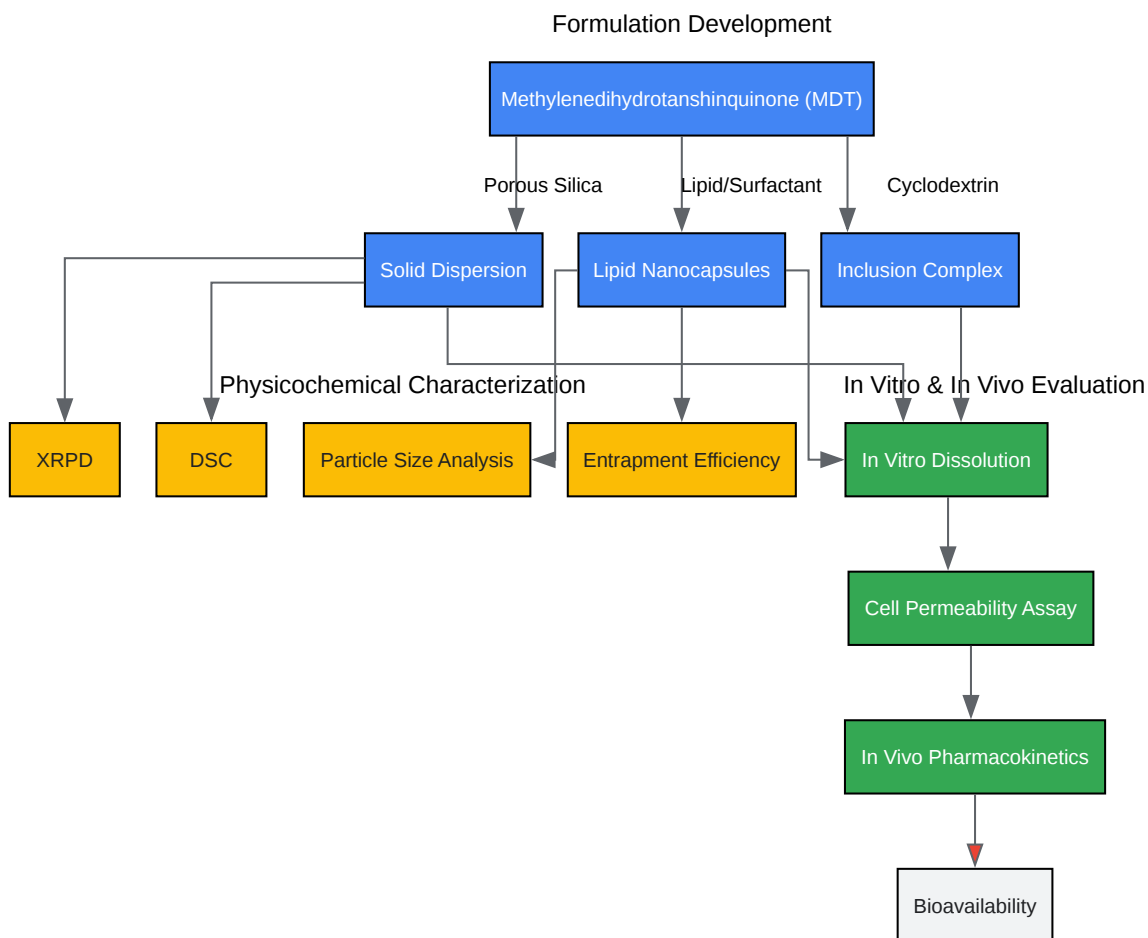 Formulation Development
Methylenedihydrotanshinquinone (MDT)
Porous Silica
Lipid/Surfactant
Cyclodextrin
Solid Dispersion
Lipid Nanocapsules
Inclusion Complex
Physicochemical Characterization
In Vitro & In Vivo Evaluation
XRPD
DSC
Particle Size Analysis
Entrapment Efficiency
In Vitro Dissolution
Cell Permeability Assay
In Vivo Pharmacokinetics
Bioavailability